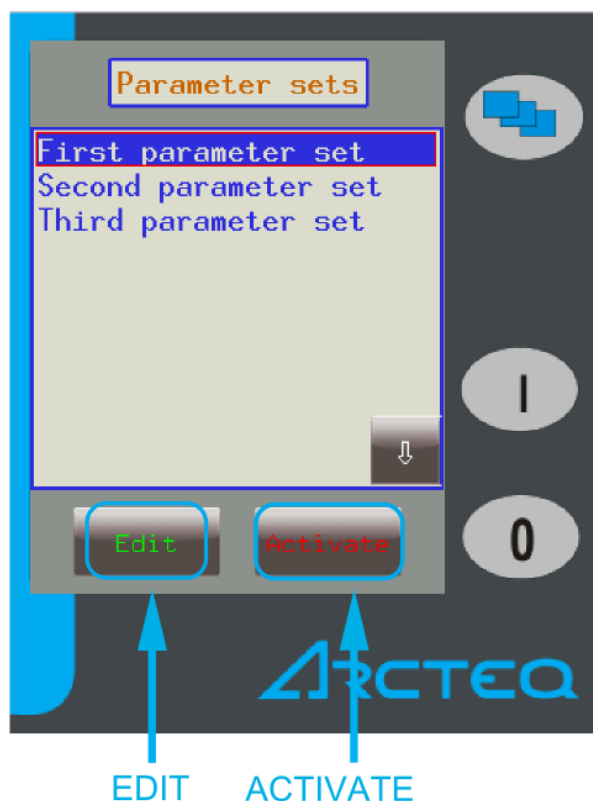 Parameter sets
First parameter set
Second parameter set
Third parameter set
I
Edit
Activate
0
ARCTEQ
EDIT
ACTIVATE